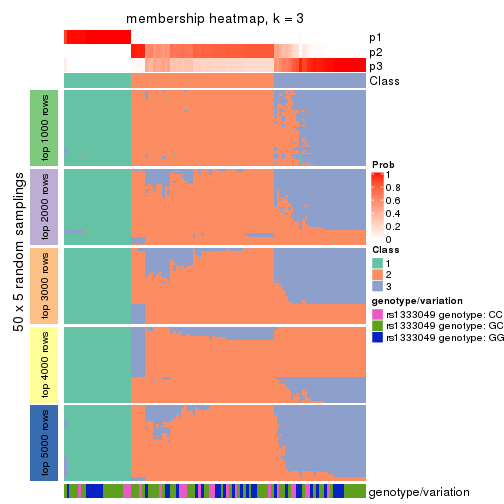 membership heatmap, k = 3
p1
p2
p3
Class
50 x 5 random samplings
top 1000 rows
top 2000 rows
top 3000 rows
top 4000 rows
top 5000 rows
Prob
1
0.8
0.6
0.4
0.2
0
Class
1
2
3
genotype/variation
rs1333049 genotype: CC
rs1333049 genotype: GC
rs1333049 genotype: GG
genotype/variation